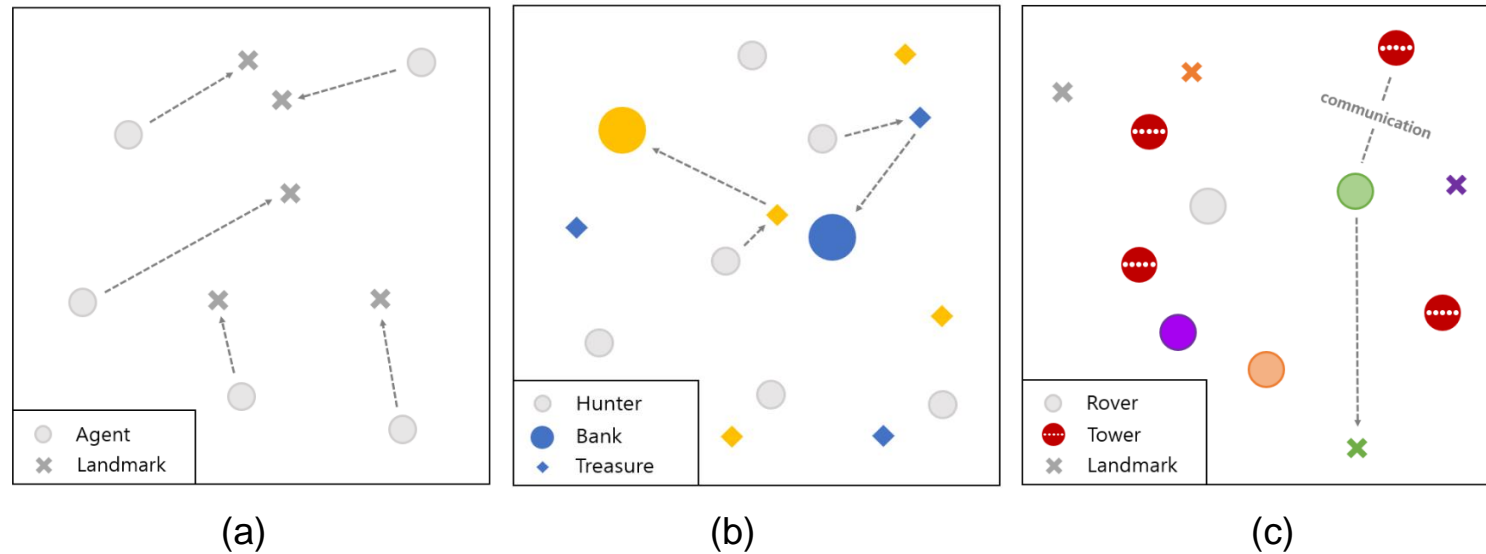 communication
Agent
Landmark
Hunter
Bank
Treasure
Rover
Tower
Landmark
(a)
(b)
(c)